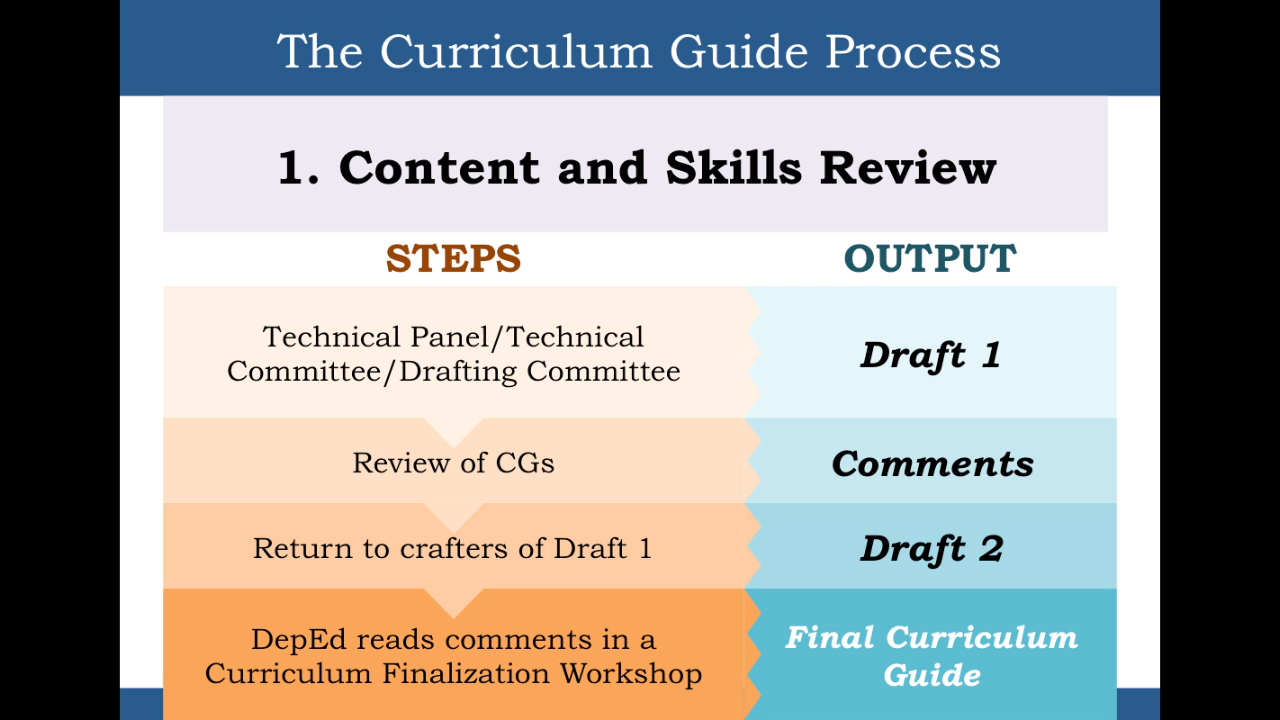 The Curriculum Guide Process
1. Content and Skills Review
STEPS
OUTPUT
Technical Panel/Technical
Committee/Drafting Committee
Draft 1
Review of CGs
Comments
Return to crafters of Draft 1
Draft 2
DepEd reads comments in a
Curriculum Finalization Workshop
Final Curriculum
Guide